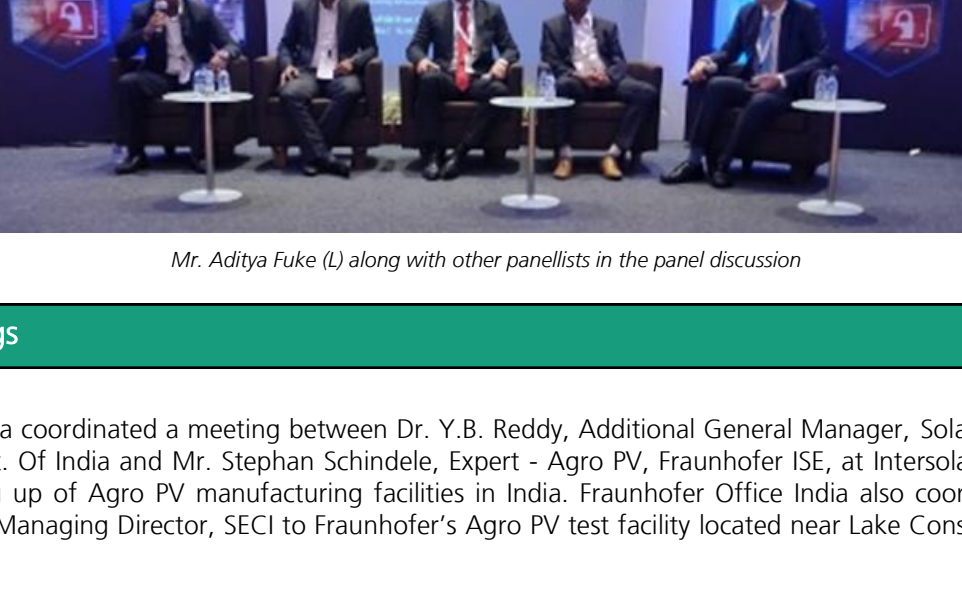 Mr. Aditya Fuke (L) along with other panellists in the panel discussion
gs
a coordinated a meeting between Dr. Y.B. Reddy, Additional General Manager, Sola
. Of India and Mr. Stephan Schindele, Expert - Agro PV, Fraunhofer ISE, at Intersola
up of Agro PV manufacturing facilities in India. Fraunhofer Office India also coor
Managing Director, SECI to Fraunhofer's Agro PV test facility located near Lake Cons